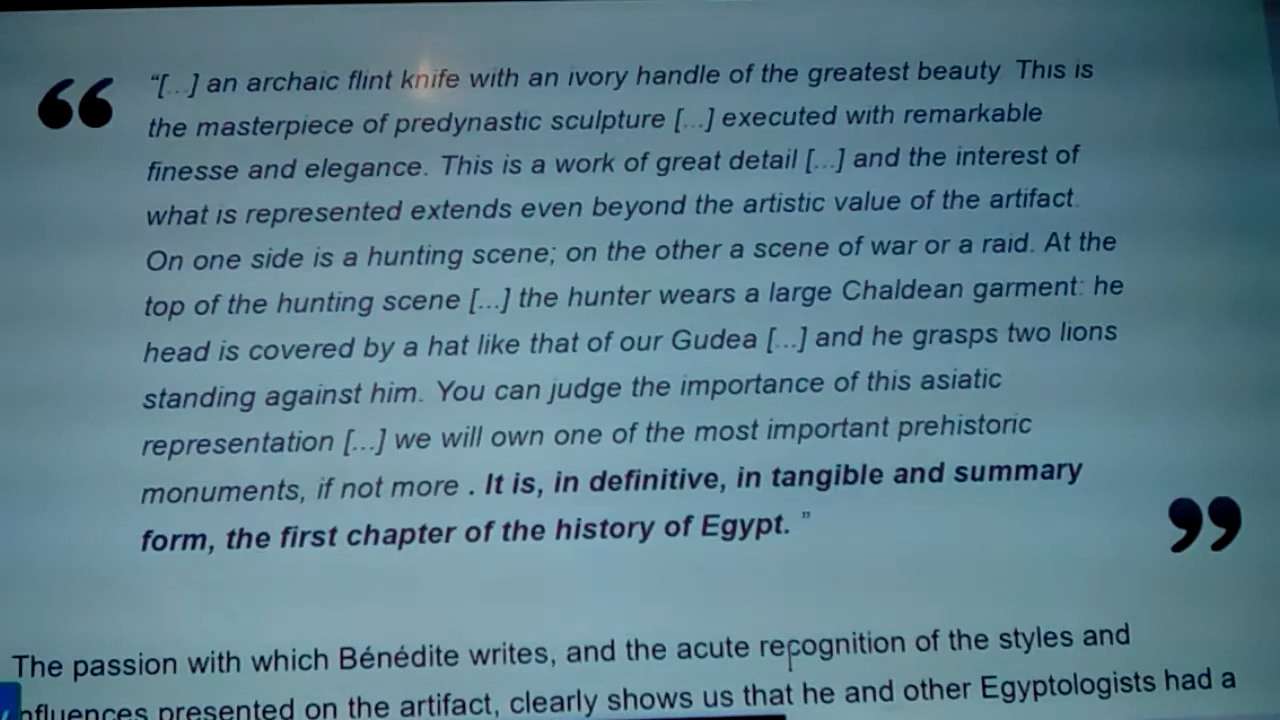 “[...] an archaic flint knife with an ivory handle of the greatest beauty This is
the masterpiece of predynastic sculpture [...] executed with remarkable
finesse and elegance. This is a work of great detail [...] and the interest of
what is represented extends even beyond the artistic value of the artifact.
On one side is a hunting scene; on the other a scene of war or a raid. At the
top of the hunting scene [...] the hunter wears a large Chaldean garment: he
head is covered by a hat like that of our Gudea [...] and he grasps two lions
standing against him. You can judge the importance of this asiatic
representation [...] we will own one of the most important prehistoric
monuments, if not more . It is, in definitive, in tangible and summary
form, the first chapter of the history of Egypt. ”
The passion with which Bénédite writes, and the acute recognition of the styles and
nfluences presented on the artifact, clearly shows us that he and other Egyptologists had a